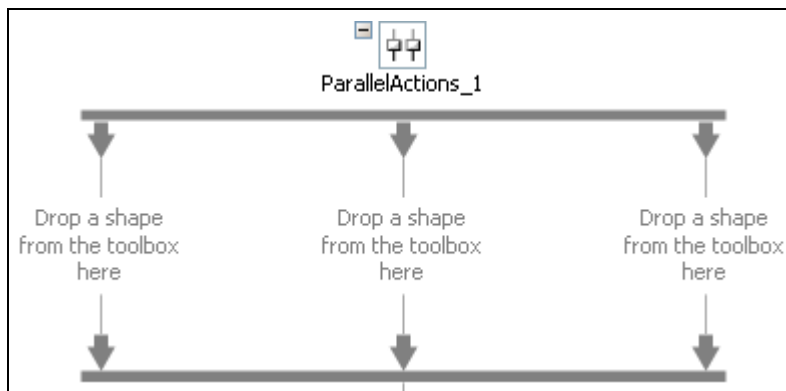 ParallelActions_1
Drop a shape
from the toolbox
here
Drop a shape
from the toolbox
here
Drop a shape
from the toolbox
here